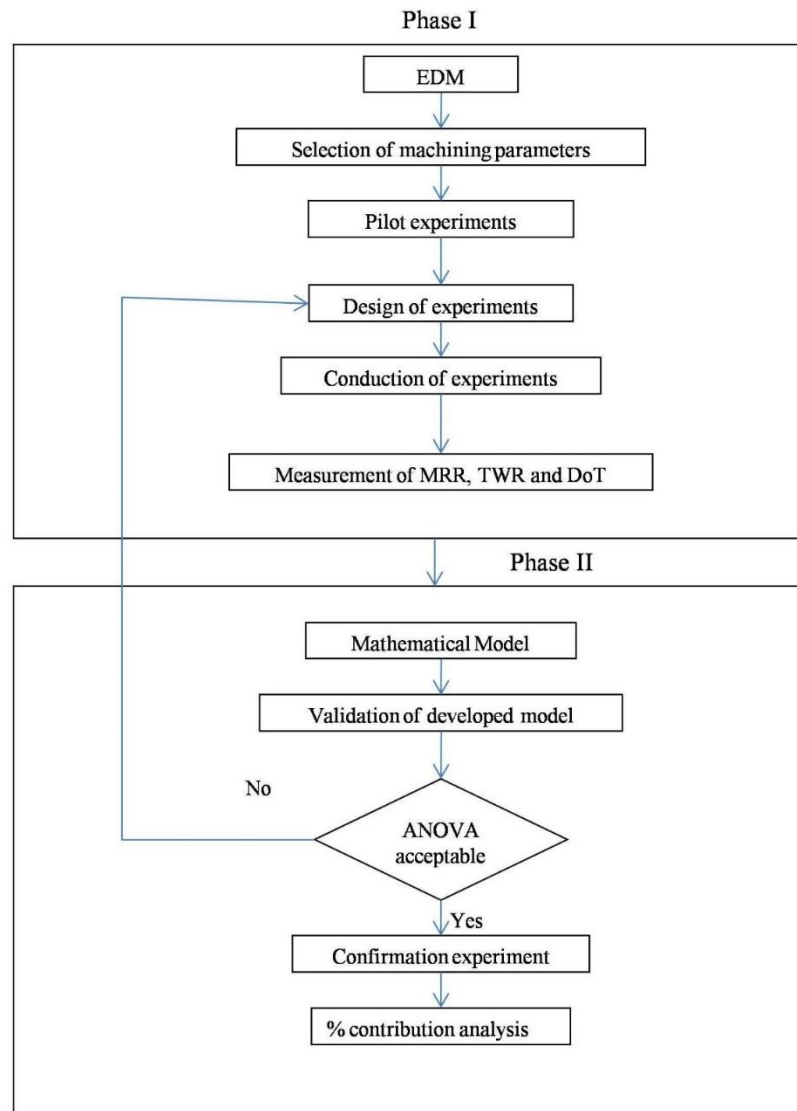 Phase I
EDM
Selection of machining parameters
Pilot experiments
Design of experiments
Conduction of experiments
Measurement of MRR, TWR and DoT
Phase II
Mathematical Model
Validation of developed model
No
ANOVA
acceptable
Yes
Confirmation experiment
% contribution analysis